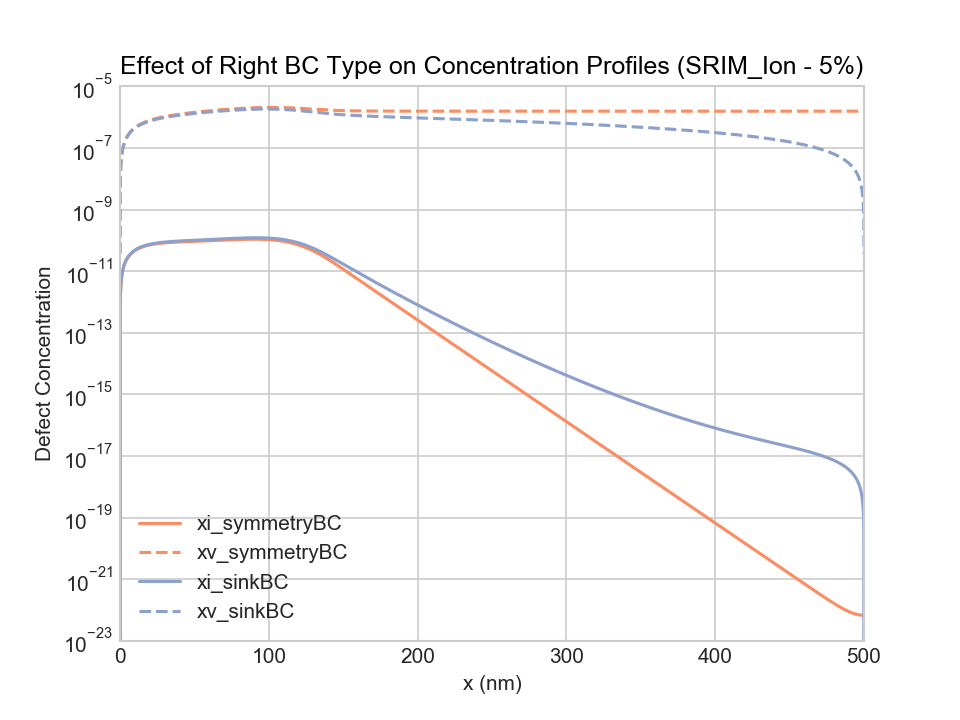 Effect of Right BC Type on Concentration Profiles (SRIM_Ion - 5%)
10⁻⁵
10⁻⁷
10⁻⁹
10⁻¹¹
10⁻¹³
10⁻¹⁵
10⁻¹⁷
10⁻¹⁹
10⁻²¹
10⁻²³
Defect Concentration
xi_symmetryBC
xv_symmetryBC
xi_sinkBC
xv_sinkBC
0 100 200 300 400 500
x (nm)